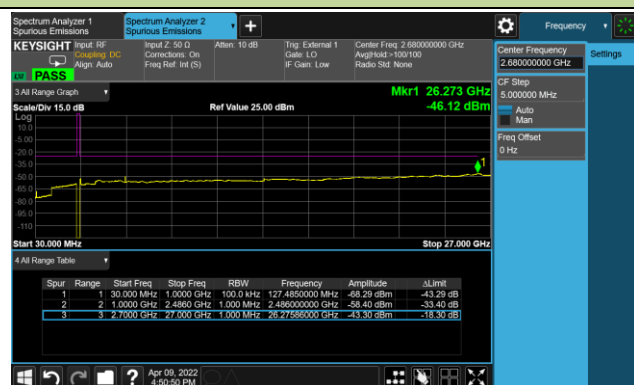 Spectrum Analyzer 1
Spurious Emissions
Spectrum Analyzer 2
Spurious Emissions
Frequency
KEYSIGHT
Input: RF
Coupling: DC
Align: Auto
Input Z: 50 Ω
Corrections: On
Freq Ref: Int (S)
Atten: 10 dB
Trig: External 1
Gate: LO
IF Gain: Low
Center Freq: 2.680000000 GHz
Avg|Hold:>100/100
Radio Std: None
PASS
Center Frequency
2.680000000 GHz
Settings
CF Step
5.000000 MHz
Auto
Man
Freq Offset
0 Hz
3 All Range Graph
Mkr1 26.273 GHz
Scale/Div 15.0 dB
Ref Value 25.00 dBm
-46.12 dBm
Log
10.0
-5.00
-20.0
-35.0
-50.0
-65.0
-80.0
-95.0
-110
1
Start 30.000 MHz
Stop 27.000 GHz
4 All Range Table
Spur Range Start Freq Stop Freq RBW Frequency Amplitude ΔLimit
1 1 30.000 MHz 1.0000 GHz 100.0 kHz 127.4850000 MHz -68.29 dBm -43.29 dB
2 2 1.0000 GHz 2.4860 GHz 1.000 MHz 2.486000000 GHz -58.40 dBm -33.40 dB
3 3 2.7000 GHz 27.000 GHz 1.000 MHz 26.27586000 GHz -43.30 dBm -18.30 dB
Apr 09, 2022
4:50:50 PM